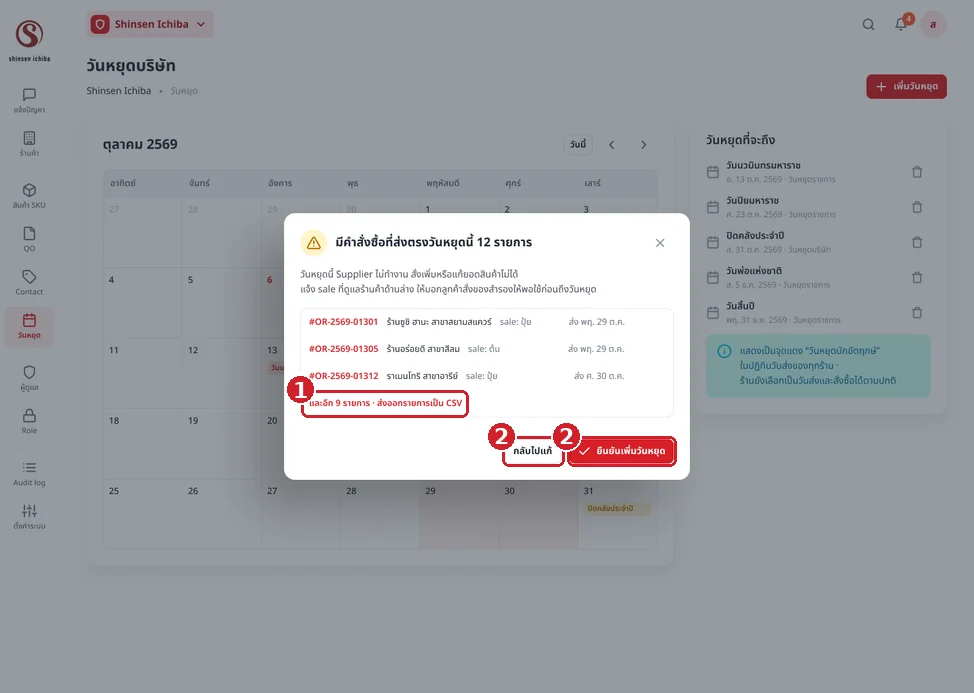 Shinsen Ichiba
4
ส
shinsen ichiba
วันหยุดบริษัท
Shinsen Ichiba • วันหยุด
เพิ่มวันหยุด
แจ้งปัญหา
ร้านค้า
สินค้า SKU
QO
Contact
วันหยุด
ผู้ดูแล
Role
Audit log
ตั้งค่าระบบ
ตุลาคม 2569
วันนี้
อาทิตย์ จันทร์ อังคาร พุธ พฤหัสบดี ศุกร์ เสาร์
27 28 29 30 1 2 3
4 5 6
11 12 13
18 19 20
25 26 27 28 29 30 31
ปิดคลังประจำปี
มีคำสั่งซื้อที่ส่งตรงวันหยุดนี้ 12 รายการ
วันหยุดนี้ Supplier ไม่ทำงาน สั่งเพิ่มหรือแก้ยอดสินค้าไม่ได้
แจ้ง sale ที่ดูแลร้านค้าด้านล่าง ให้บอกลูกค้าสั่งของสำรองให้พอใช้ก่อนถึงวันหยุด
#OR-2569-01301 ร้านซูชิ ฮานะ สาขาสยามสแควร์ sale: ปุ้ย ส่ง พฤ. 29 ต.ค.
#OR-2569-01305 ร้านอร่อยดี สาขาสีลม sale: ต้น ส่ง พฤ. 29 ต.ค.
#OR-2569-01312 ราเมนโทริ สาขาอารีย์ sale: ปุ้ย ส่ง ศ. 30 ต.ค.
1
และอีก 9 รายการ · ส่งออกรายการเป็น CSV
2 2
กลับไปแก้ ยืนยันเพิ่มวันหยุด
วันหยุดที่จะถึง
วันนวมินทรมหาราช
อ. 13 ต.ค. 2569 · วันหยุดราชการ
วันปิยมหาราช
ศ. 23 ต.ค. 2569 · วันหยุดราชการ
ปิดคลังประจำปี
ส. 31 ต.ค. 2569 · วันหยุดบริษัท
วันพ่อแห่งชาติ
ส. 5 ธ.ค. 2569 · วันหยุดราชการ
วันสิ้นปี
พฤ. 31 ธ.ค. 2569 · วันหยุดราชการ
แสดงเป็นจุดแดง “วันหยุดนักขัตฤกษ์”
ในปฏิทินวันส่งของทุกร้าน ·
ร้านยังเลือกเป็นวันส่งและสั่งซื้อได้ตามปกติ